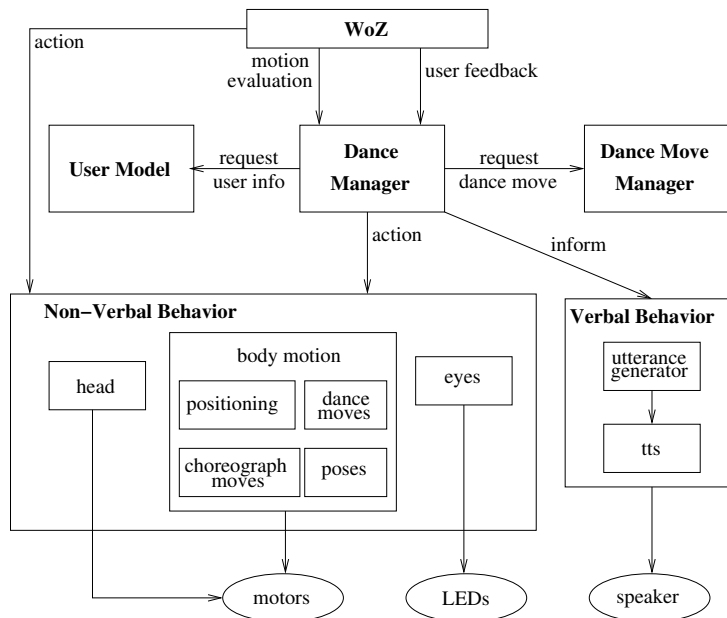 WoZ
action
motion
evaluation
user feedback
User Model
request
user info
Dance
Manager
request
dance move
Dance Move
Manager
action
inform
Non−Verbal Behavior
Verbal Behavior
body motion
utterance
generator
head
positioning
dance
moves
eyes
choreograph
moves
poses
tts
motors
LEDs
speaker